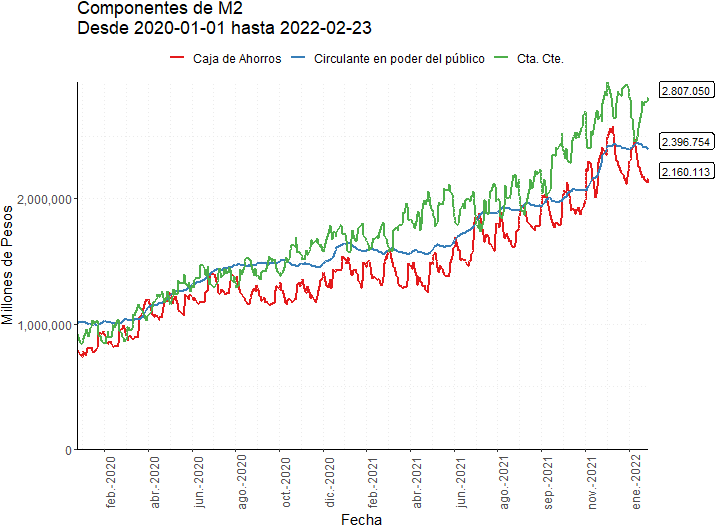 Componentes de M2
Desde 2020-01-01 hasta 2022-02-23
Caja de Ahorros Circulante en poder del público Cta. Cte.
2.807.050
2.396.754
2.160.113
Millones de Pesos
2,000,000
1,000,000
0
feb.-2020
abr.-2020
jun.-2020
ago.-2020
oct.-2020
dic.-2020
feb.-2021
abr.-2021
jun.-2021
ago.-2021
sep.-2021
nov.-2021
ene.-2022
Fecha